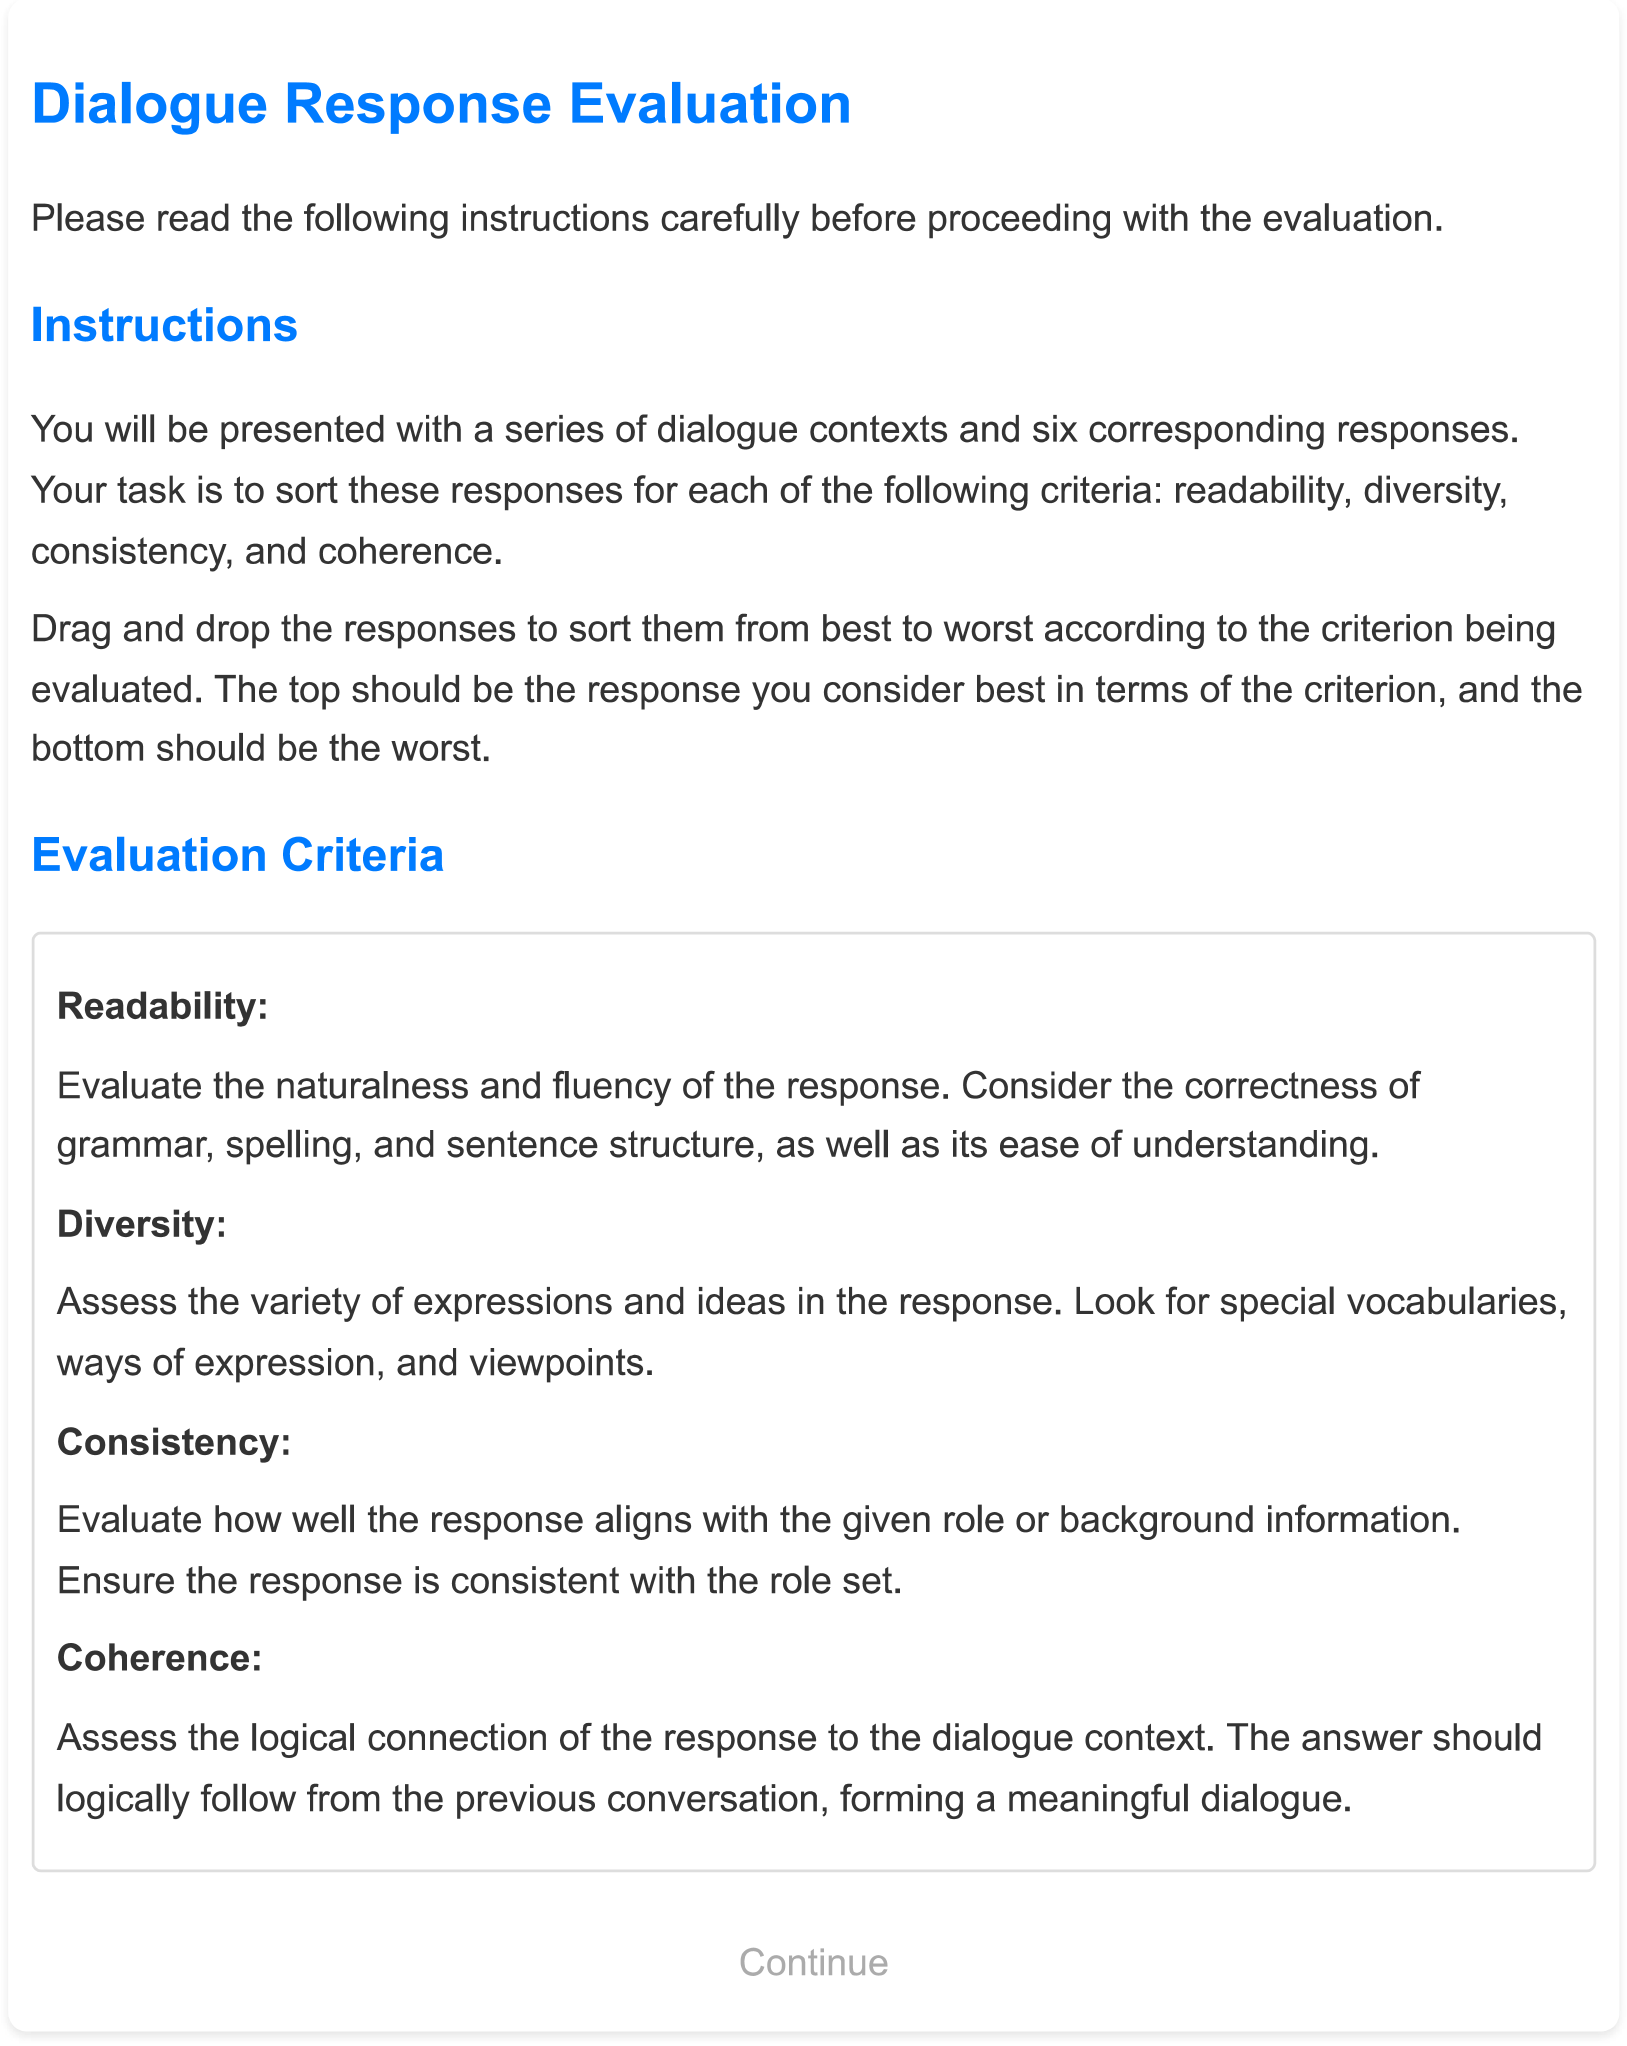 Dialogue Response Evaluation
Please read the following instructions carefully before proceeding with the evaluation.
Instructions
You will be presented with a series of dialogue contexts and six corresponding responses.
Your task is to sort these responses for each of the following criteria: readability, diversity,
consistency, and coherence.
Drag and drop the responses to sort them from best to worst according to the criterion being
evaluated. The top should be the response you consider best in terms of the criterion, and the
bottom should be the worst.
Evaluation Criteria
Readability:
Evaluate the naturalness and fluency of the response. Consider the correctness of
grammar, spelling, and sentence structure, as well as its ease of understanding.
Diversity:
Assess the variety of expressions and ideas in the response. Look for special vocabularies,
ways of expression, and viewpoints.
Consistency:
Evaluate how well the response aligns with the given role or background information.
Ensure the response is consistent with the role set.
Coherence:
Assess the logical connection of the response to the dialogue context. The answer should
logically follow from the previous conversation, forming a meaningful dialogue.
Continue